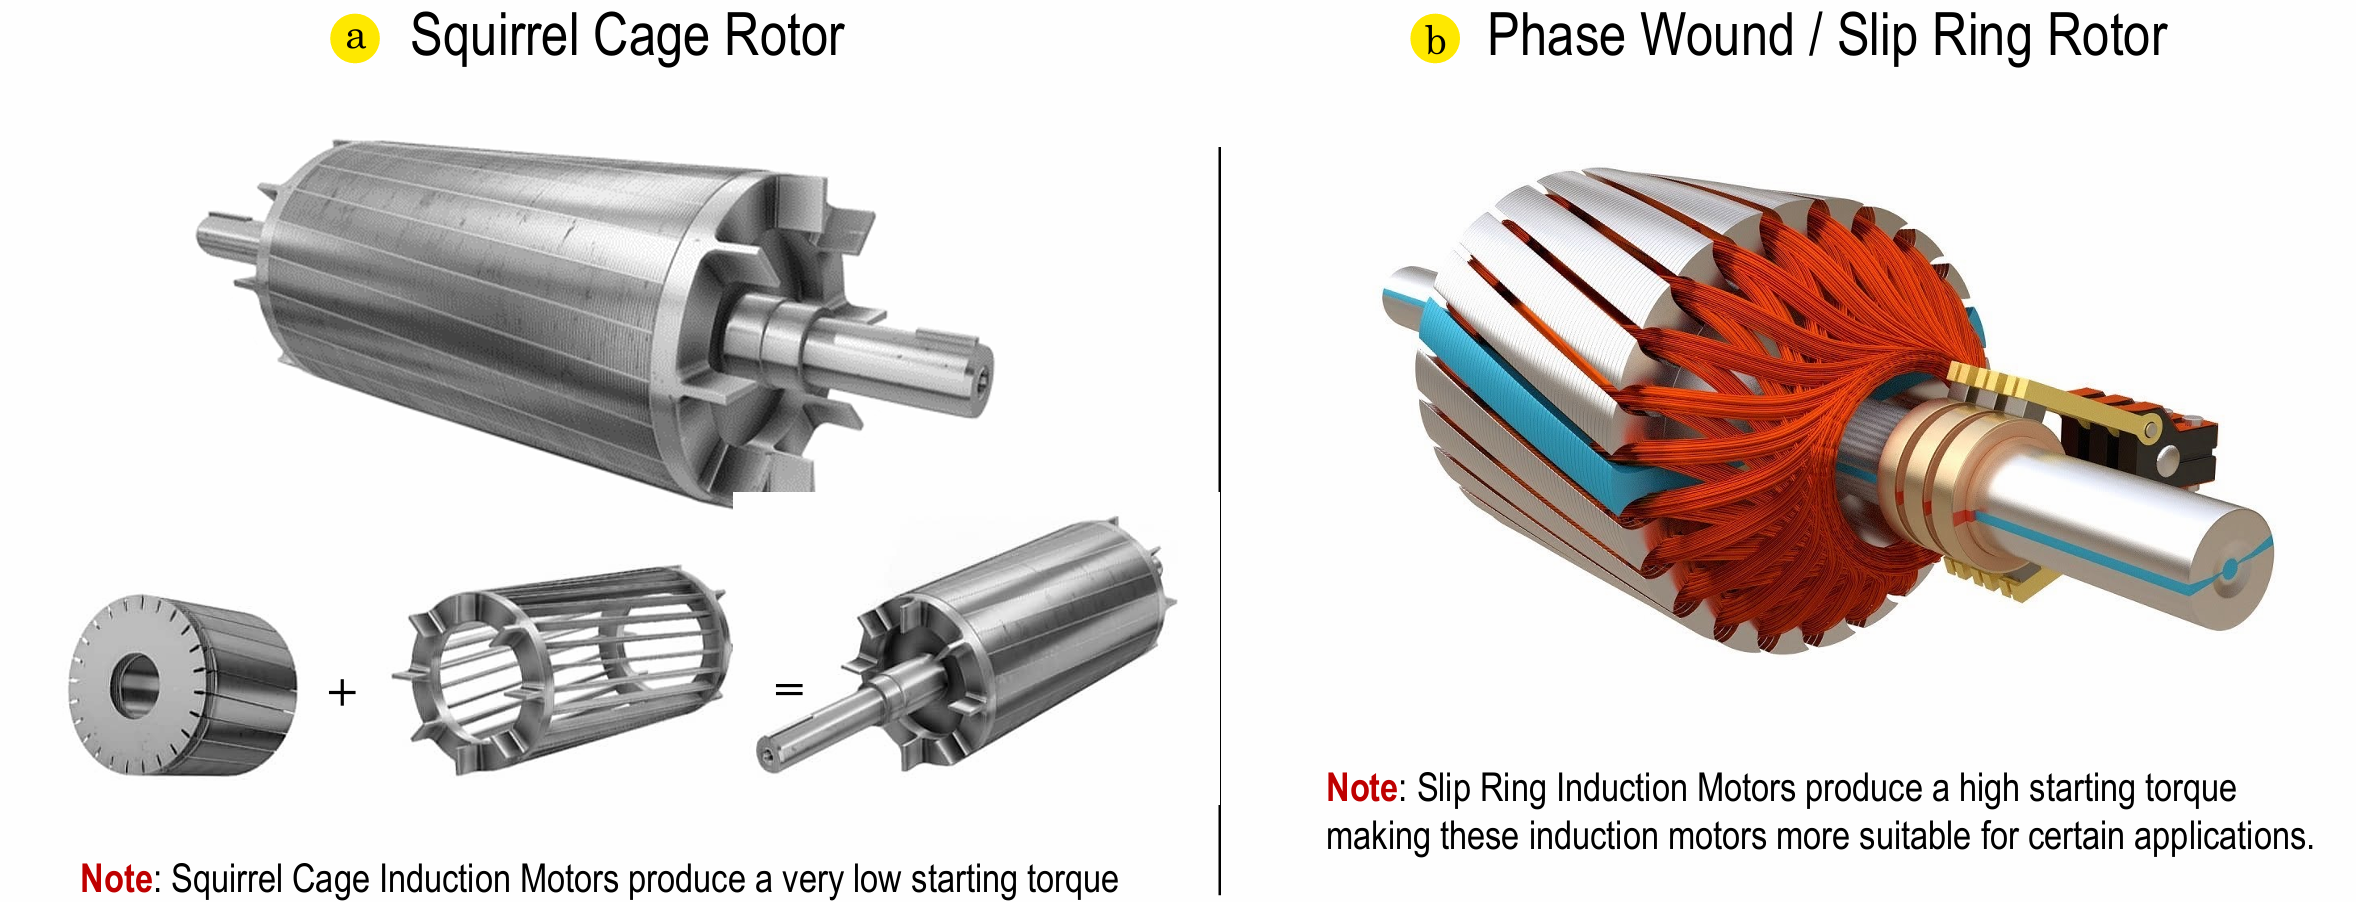 a Squirrel Cage Rotor
+ =
Note: Squirrel Cage Induction Motors produce a very low starting torque
b Phase Wound / Slip Ring Rotor
Note: Slip Ring Induction Motors produce a high starting torque
making these induction motors more suitable for certain applications.